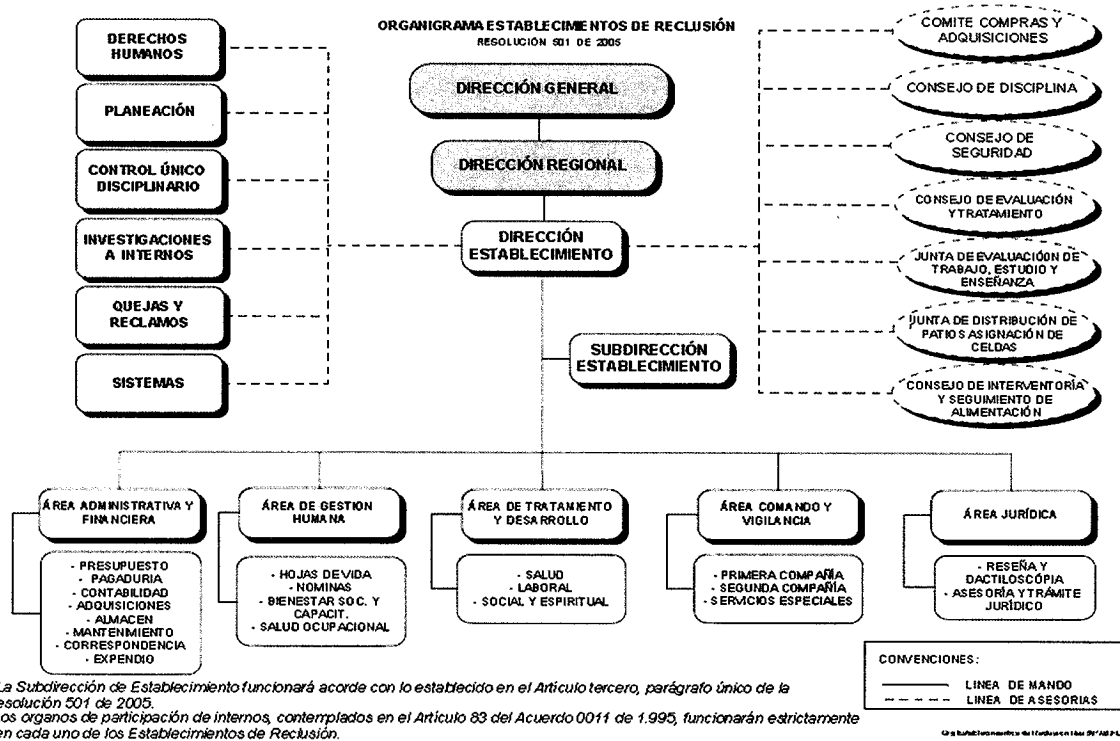 ORGANIGRAMA ESTABLECIMIENTOS DE RECLUSIÓN
RESOLUCIÓN 501 DE 2005
DERECHOS
HUMANOS
PLANEACIÓN
CONTROL ÚNICO
DISCIPLINARIO
INVESTIGACIONES
A INTERNOS
QUEJAS Y
RECLAMOS
SISTEMAS
DIRECCIÓN GENERAL
DIRECCIÓN REGIONAL
DIRECCIÓN
ESTABLECIMIENTO
SUBDIRECCIÓN
ESTABLECIMIENTO
COMITE COMPRAS Y
ADQUISICIONES
CONSEJO DE DISCIPLINA
CONSEJO DE
SEGURIDAD
CONSEJO DE EVALUACIÓN
Y TRATAMIENTO
JUNTA DE EVALUACIÓON DE
TRABAJO, ESTUDIO Y
ENSEÑANZA
JUNTA DE DISTRIBUCIÓN DE
PATIOS ASIGNACIÓN DE
CELDAS
CONSEJO DE INTERVENTORÍA
Y SEGUIMIENTO DE
ALIMENTACIÓN
ÁREA ADMINISTRATIVA Y
FINANCIERA
- PRESUPUESTO
- PAGADURIA
- CONTABILIDAD
- ADQUISICIONES
- ALMACEN
- MANTENIMIENTO
- CORRESPONDENCIA
- EXPENDIO
ÁREA DE GESTION
HUMANA
- HOJAS DE VIDA
- NOMINAS
- BIENESTAR SOC. Y
CAPACIT.
- SALUD OCUPACIONAL
ÁREA DE TRATAMIENTO
Y DESARROLLO
- SALUD
- LABORAL
- SOCIAL Y ESPIRITUAL
ÁREA COMANDO Y
VIGILANCIA
- PRIMERA COMPAÑÍA
- SEGUNDA COMPAÑÍA
- SERVICIOS ESPECIALES
ÁREA JURÍDICA
- RESEÑA Y
DACTILOSCÓPIA
- ASESORÍA Y TRÁMITE
JURÍDICO
CONVENCIONES:
LINEA DE MANDO
LINEA DE ASESORIAS
La Subdirección de Establecimiento funcionará acorde con lo establecido en el Artículo tercero, parágrafo único de la
esolución 501 de 2005.
os organos de participación de internos, contemplados en el Artículo 83 del Acuerdo 0011 de 1.995, funcionarán estrictamente
en cada uno de los Establecimientos de Reclusión.